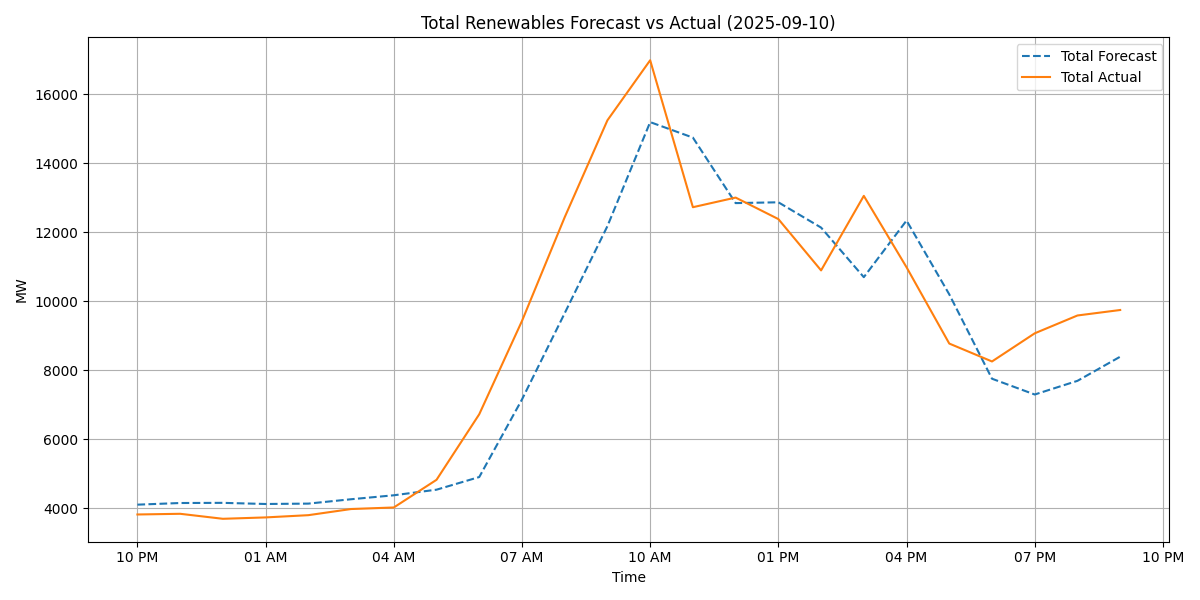 Total Renewables Forecast vs Actual (2025-09-10)
Total Forecast
Total Actual
MW
16000
14000
12000
10000
8000
6000
4000
10 PM 01 AM 04 AM 07 AM 10 AM 01 PM 04 PM 07 PM 10 PM
Time